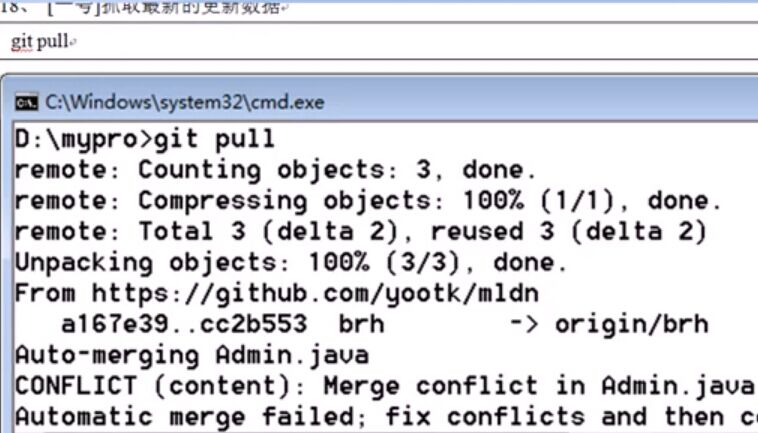 18、 [一号]抓取最新的更新数据
git pull
C:\Windows\system32\cmd.exe
D:\mypro>git pull
remote: Counting objects: 3, done.
remote: Compressing objects: 100% (1/1), done.
remote: Total 3 (delta 2), reused 3 (delta 2)
Unpacking objects: 100% (3/3), done.
From https://github.com/yootk/mldn
a167e39..cc2b553 brh -> origin/brh
Auto-merging Admin.java
CONFLICT (content): Merge conflict in Admin.java
Automatic merge failed; fix conflicts and then